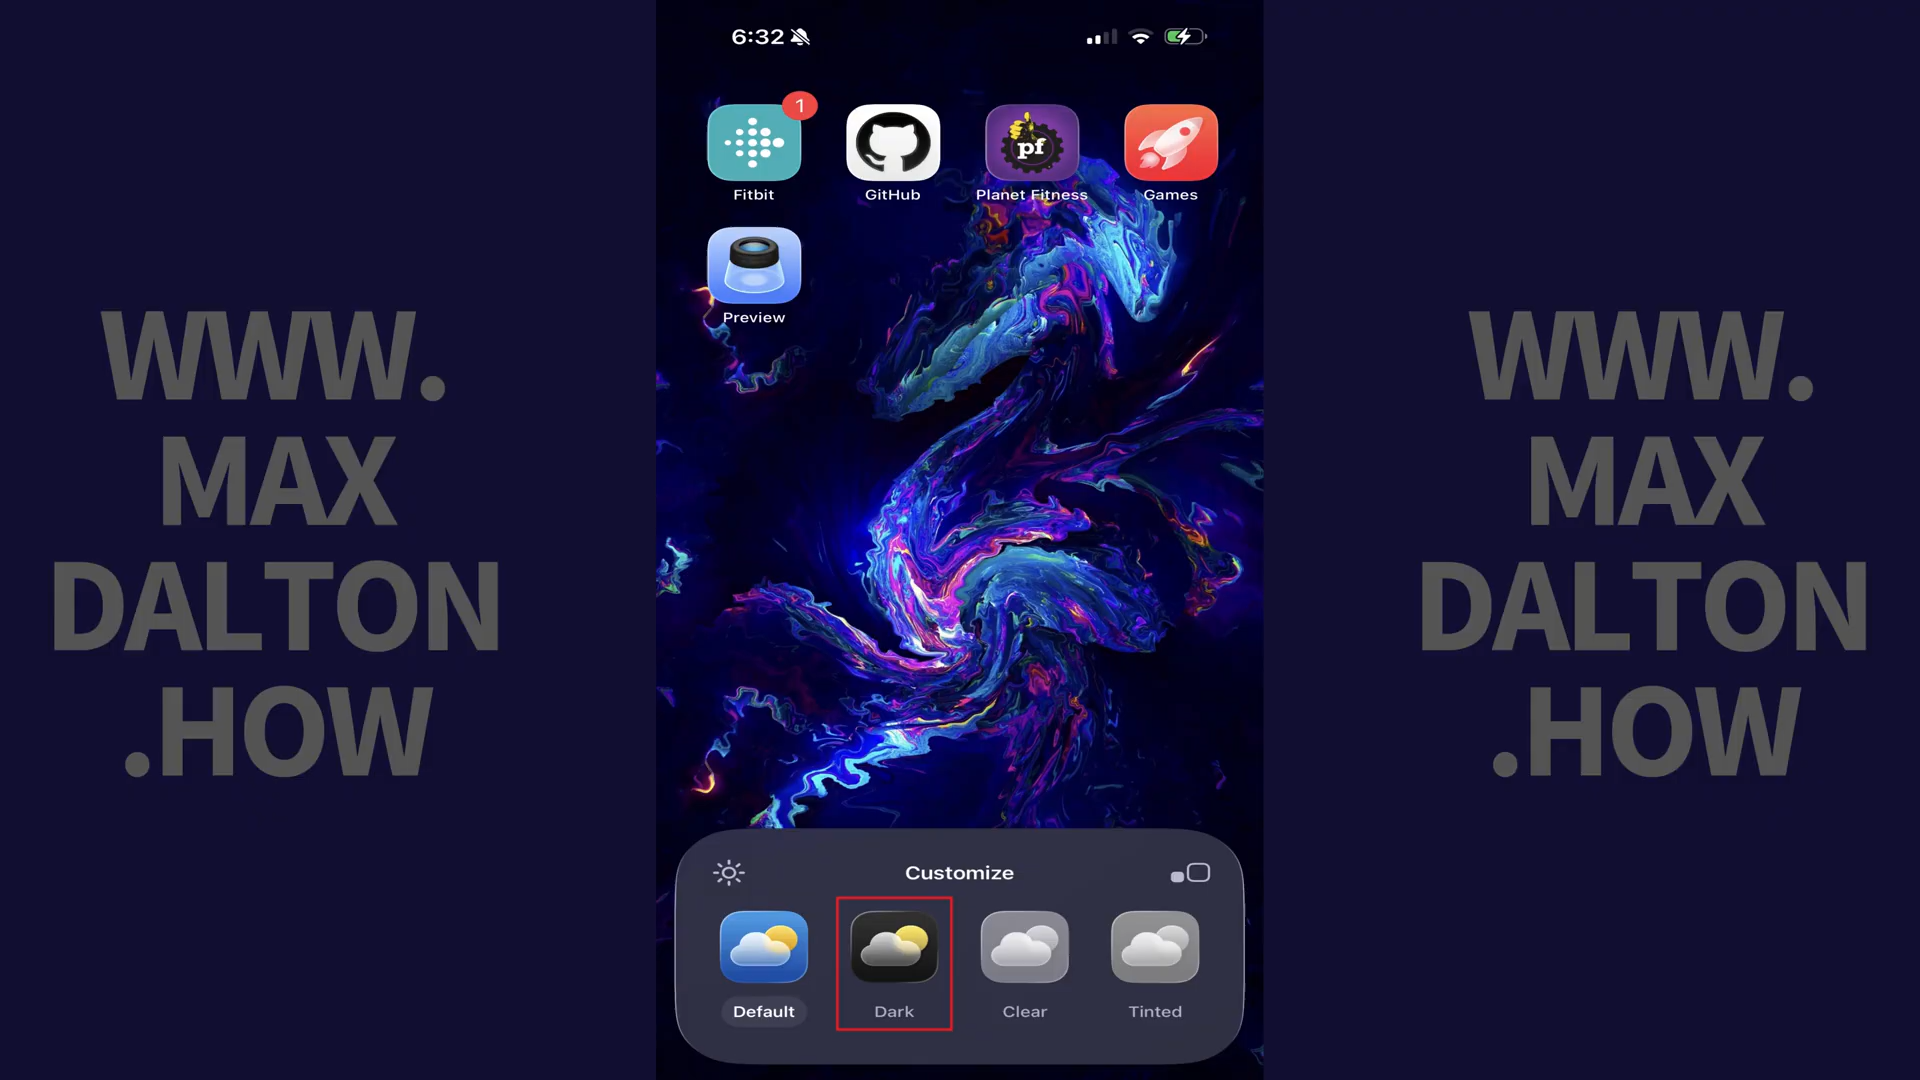 6:32
1
Fitbit
GitHub
pf
Planet Fitness
Games
Preview
WWW.
MAX
DALTON
.HOW
WWW.
MAX
DALTON
.HOW
Customize
Default
Dark
Clear
Tinted